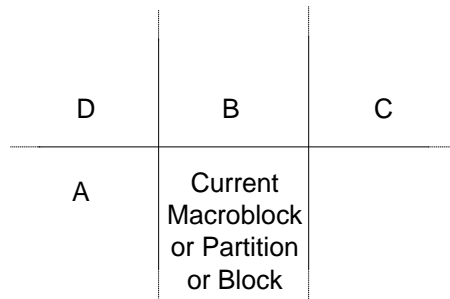 D B C
A
Current
Macroblock
or Partition
or Block